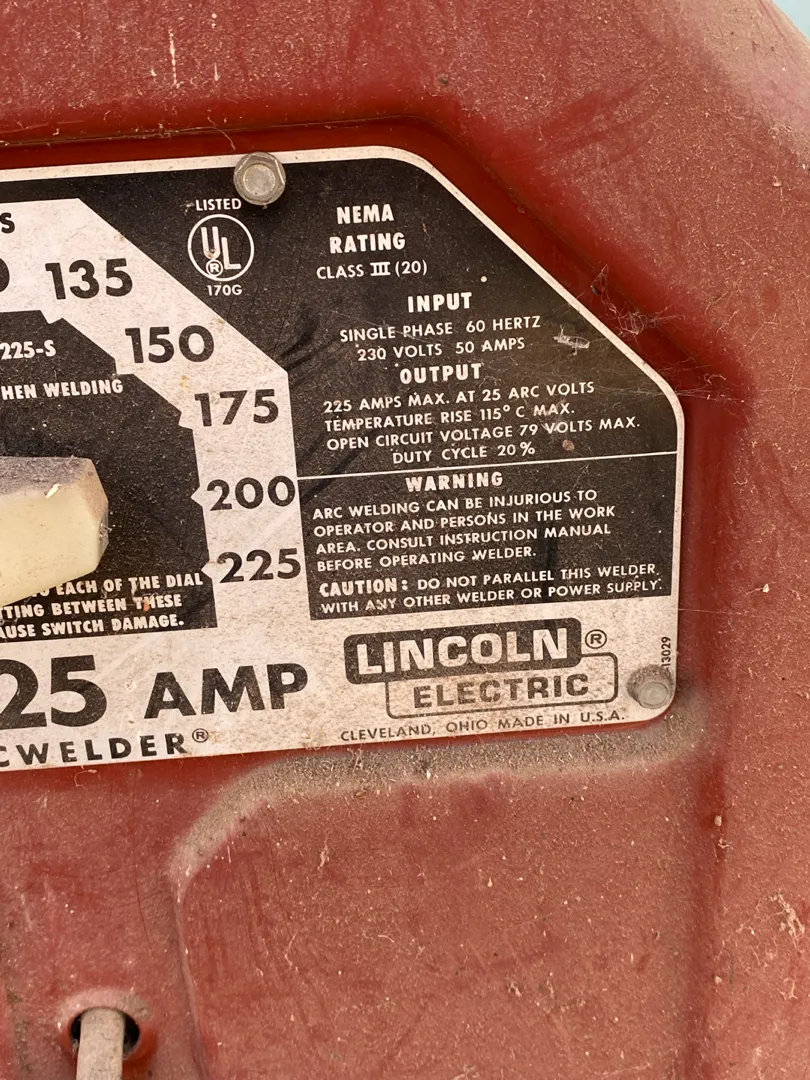 S
135
150
175
200
225
225-S
HEN WELDING
EACH OF THE DIAL
TTING BETWEEN THESE
AUSE SWITCH DAMAGE.
LISTED
UL ®
170G
NEMA
RATING
CLASS III (20)
INPUT
SINGLE PHASE 60 HERTZ
230 VOLTS 50 AMPS
OUTPUT
225 AMPS MAX. AT 25 ARC VOLTS
TEMPERATURE RISE 115° C MAX.
OPEN CIRCUIT VOLTAGE 79 VOLTS MAX.
DUTY CYCLE 20%
WARNING
ARC WELDING CAN BE INJURIOUS TO
OPERATOR AND PERSONS IN THE WORK
AREA. CONSULT INSTRUCTION MANUAL
BEFORE OPERATING WELDER.
CAUTION: DO NOT PARALLEL THIS WELDER
WITH ANY OTHER WELDER OR POWER SUPPLY.
25 AMP
CWELDER®
LINCOLN ®
ELECTRIC
CLEVELAND, OHIO MADE IN U.S.A.
13029